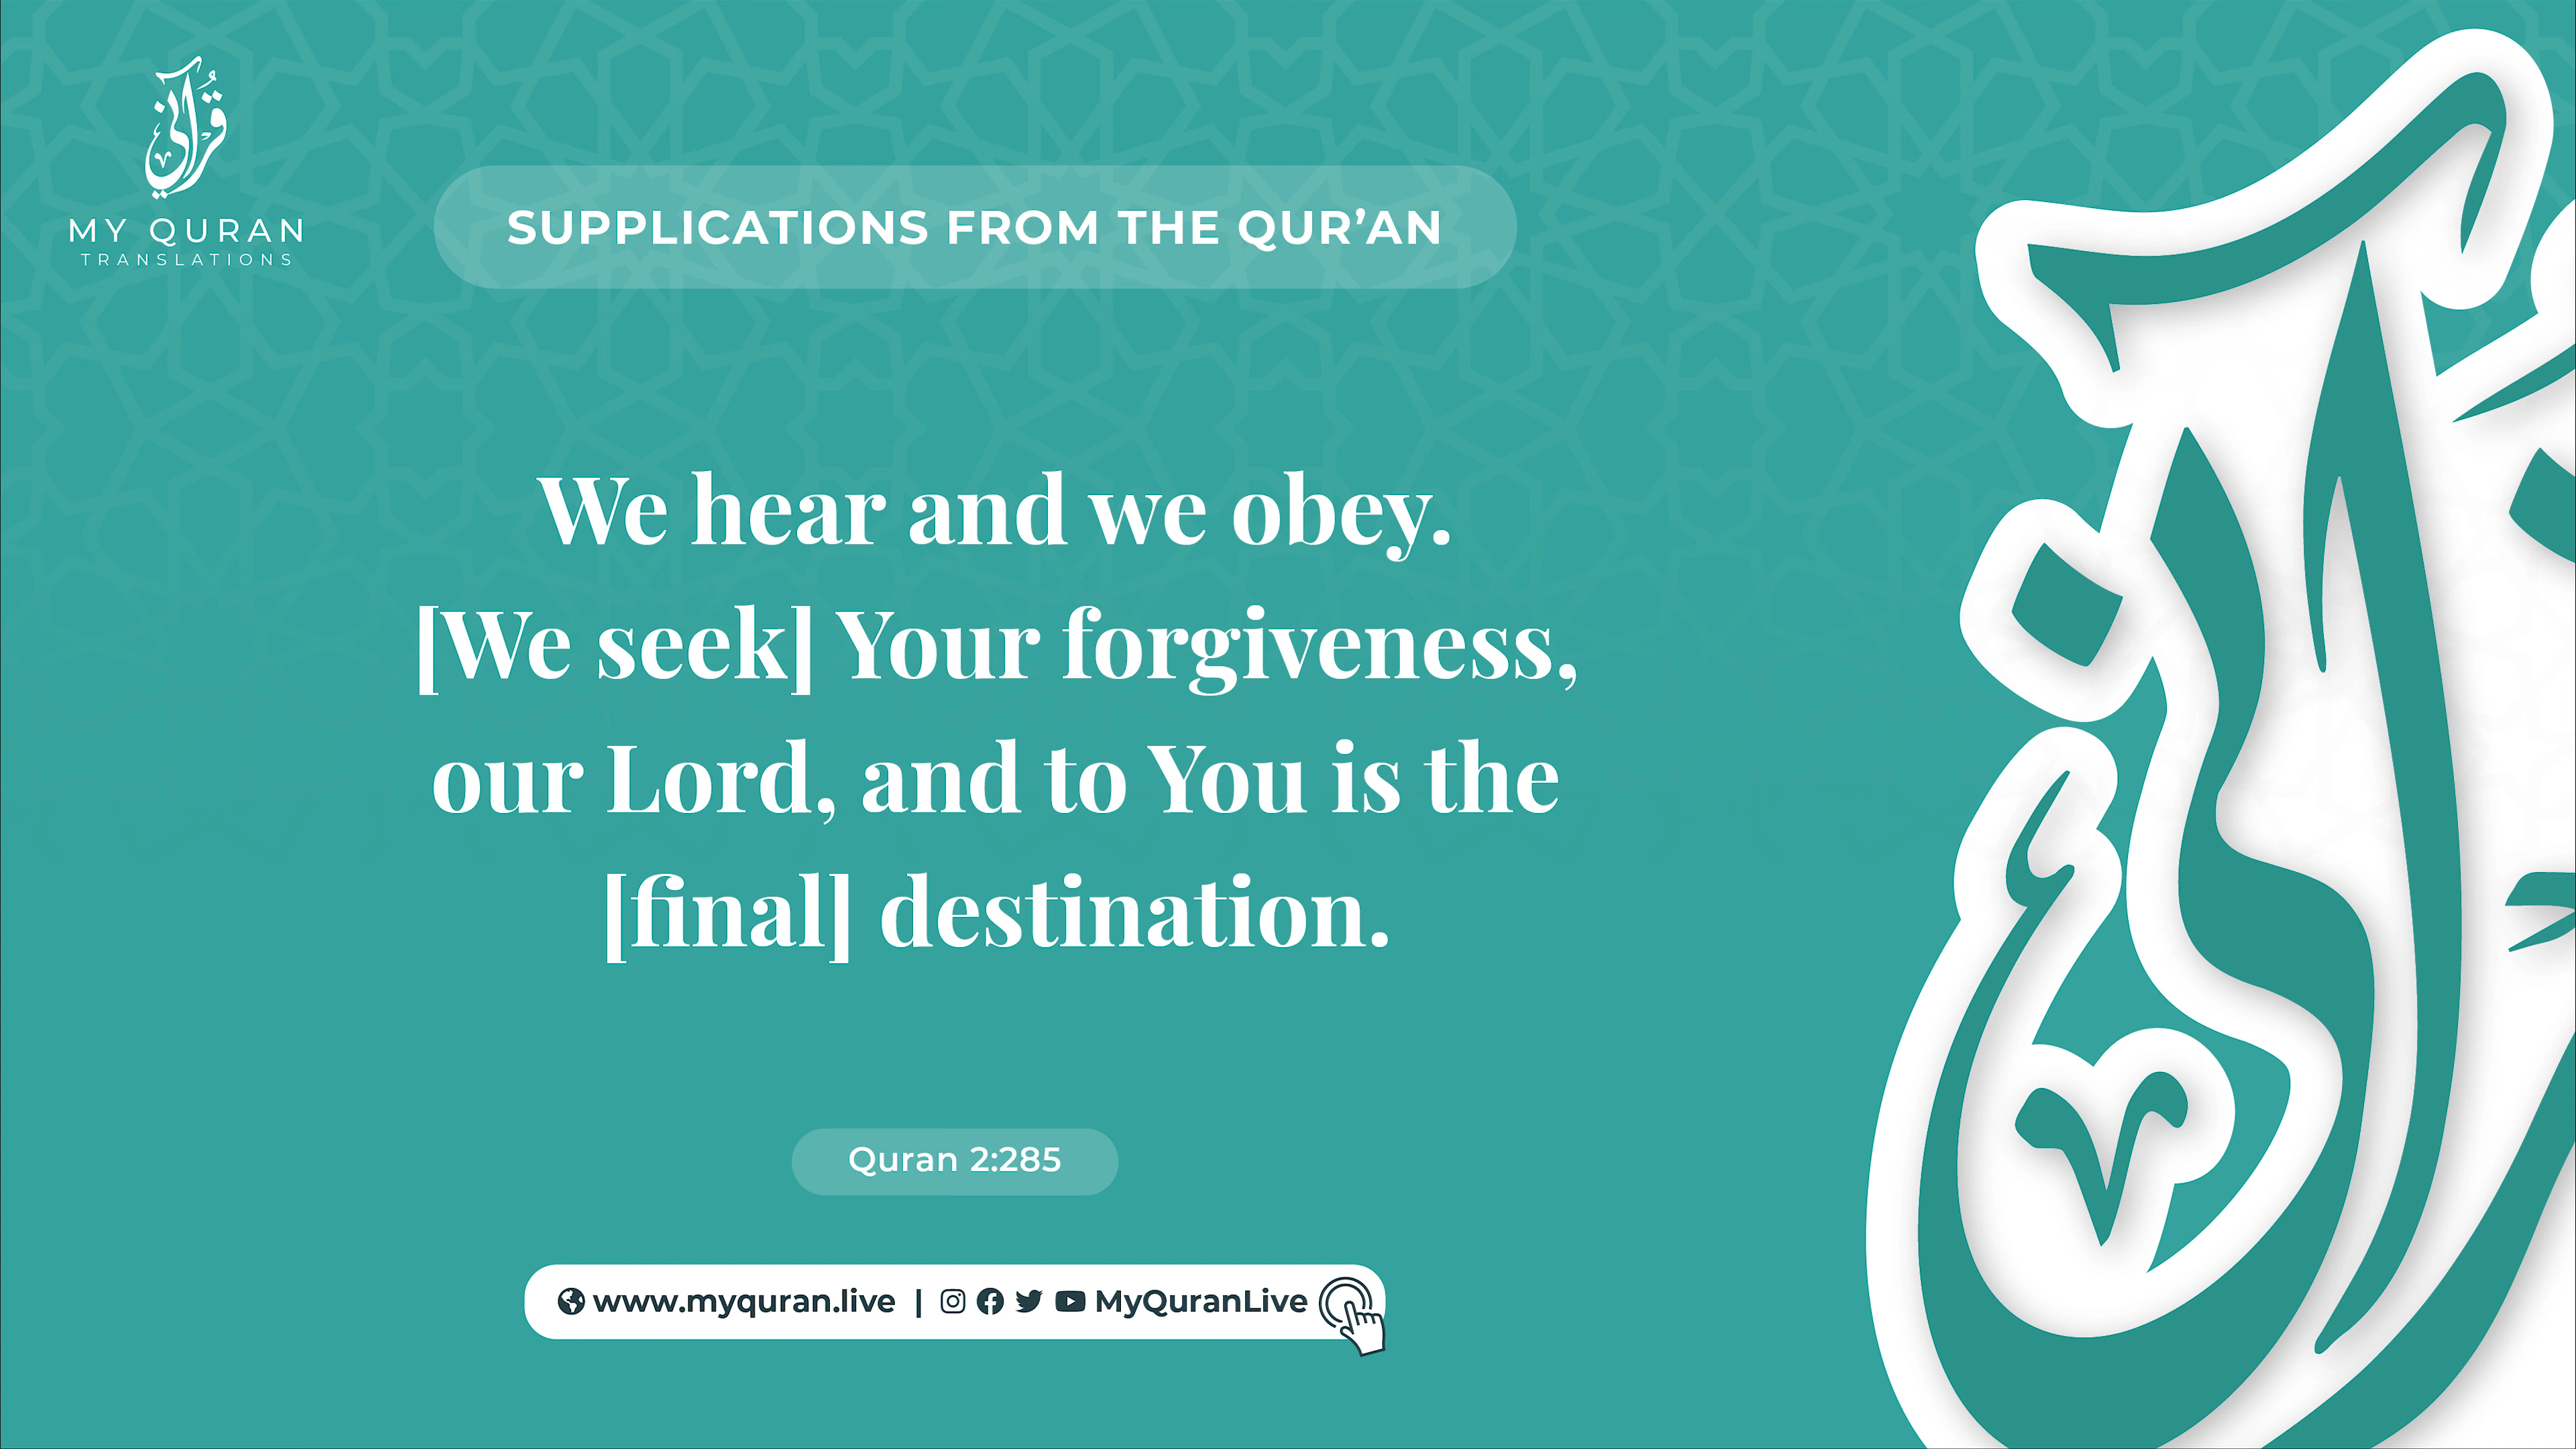 قرآني
MY QURAN
TRANSLATIONS
SUPPLICATIONS FROM THE QUR’AN
We hear and we obey.
[We seek] Your forgiveness,
our Lord, and to You is the
[final] destination.
Quran 2:285
www.myquran.live | MyQuranLive